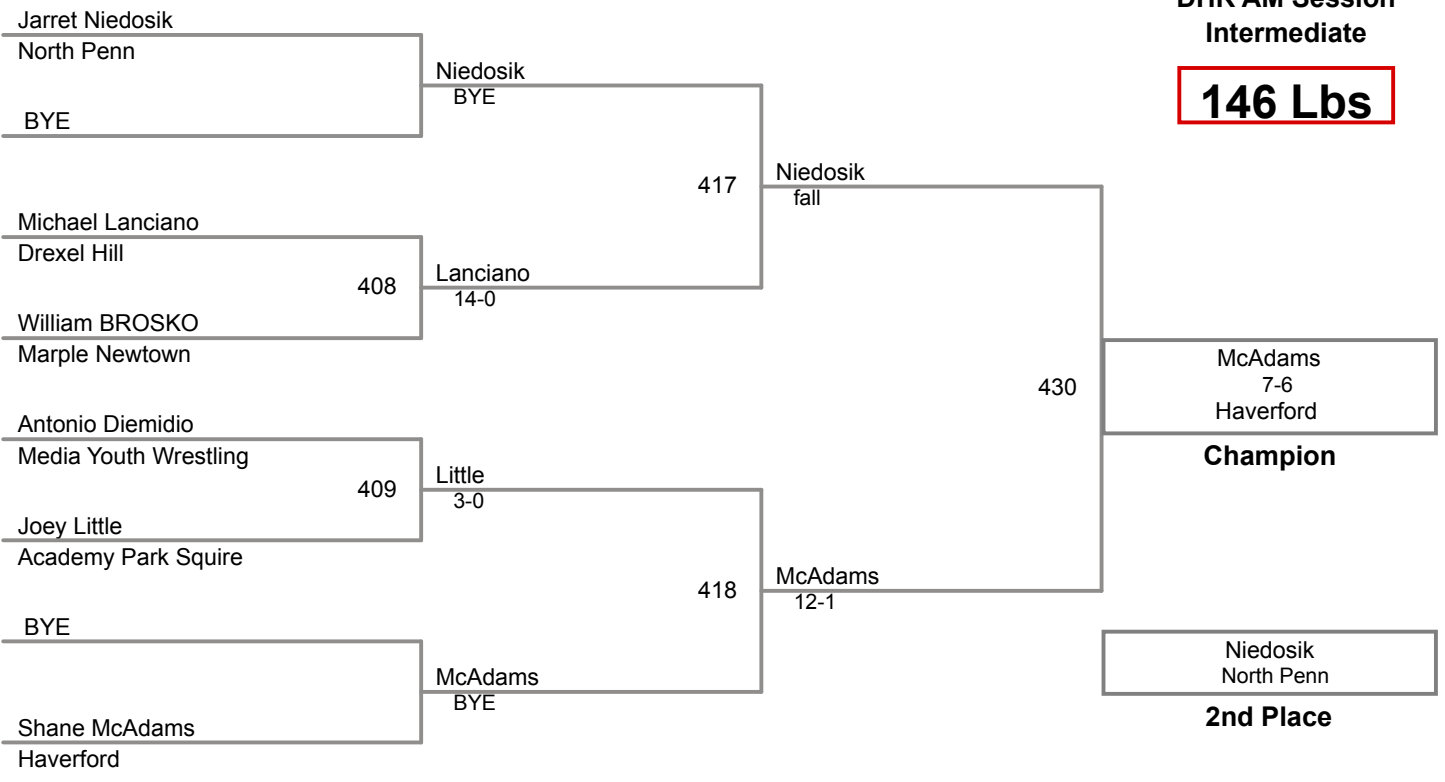 DHR AM Session
Intermediate
146 Lbs
Jarret Niedosik
North Penn
BYE
Niedosik
BYE
Michael Lanciano
Drexel Hill
408
William BROSKO
Marple Newtown
Lanciano
14-0
417
Niedosik
fall
Antonio Diemidio
Media Youth Wrestling
409
Joey Little
Academy Park Squire
Little
3-0
BYE
Shane McAdams
Haverford
McAdams
BYE
418
McAdams
12-1
430
McAdams
7-6
Haverford
Champion
Niedosik
North Penn
2nd Place